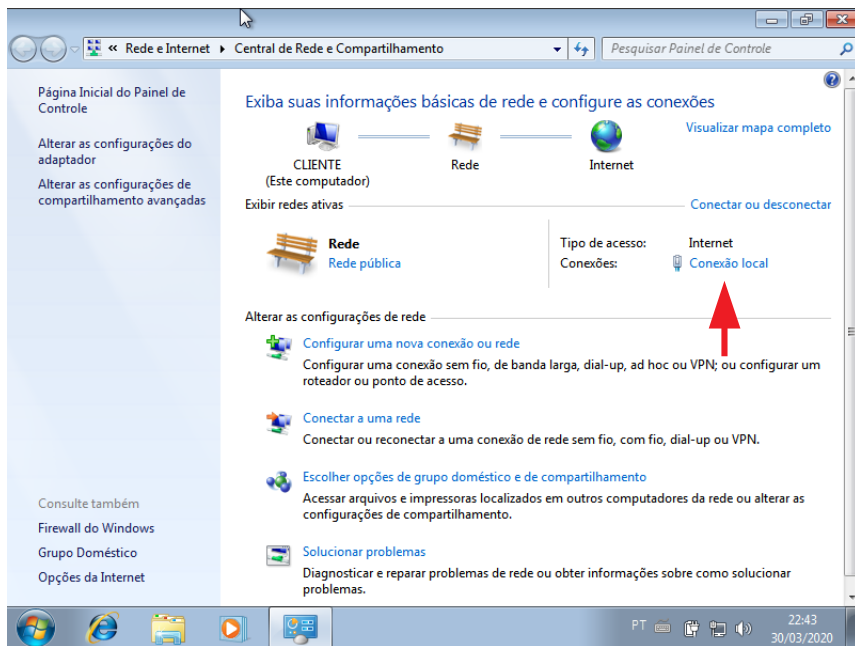 « Rede e Internet ▸ Central de Rede e Compartilhamento
Pesquisar Painel de Controle
Página Inicial do Painel de
Controle
Alterar as configurações do
adaptador
Alterar as configurações de
compartilhamento avançadas
Exiba suas informações básicas de rede e configure as conexões
Visualizar mapa completo
CLIENTE
(Este computador)
Rede
Internet
Exibir redes ativas
Conectar ou desconectar
Rede
Rede pública
Tipo de acesso: Internet
Conexões: Conexão local
Alterar as configurações de rede
Configurar uma nova conexão ou rede
Configurar uma conexão sem fio, de banda larga, dial-up, ad hoc ou VPN; ou configurar um
roteador ou ponto de acesso.
Conectar a uma rede
Conectar ou reconectar a uma conexão de rede sem fio, com fio, dial-up ou VPN.
Escolher opções de grupo doméstico e de compartilhamento
Acessar arquivos e impressoras localizados em outros computadores da rede ou alterar as
configurações de compartilhamento.
Solucionar problemas
Diagnosticar e reparar problemas de rede ou obter informações sobre como solucionar
problemas.
Consulte também
Firewall do Windows
Grupo Doméstico
Opções da Internet
PT
22:43
30/03/2020